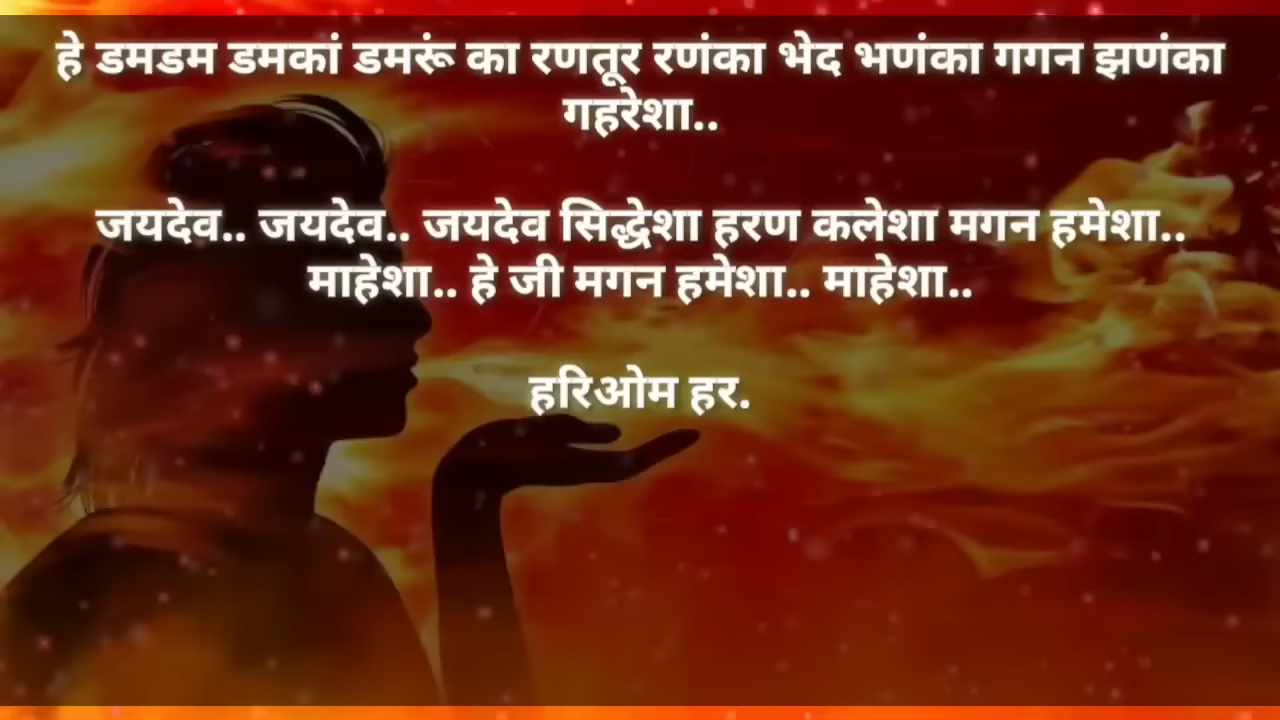 हे डमडम डमकां डमरूं का रणतूर रणंका भेद भणंका गगन झणंका
गहरेशा..
जयदेव.. जयदेव.. जयदेव सिद्धेशा हरण कलेशा मगन हमेशा..
माहेशा.. हे जी मगन हमेशा.. माहेशा..
हरिओम हर.